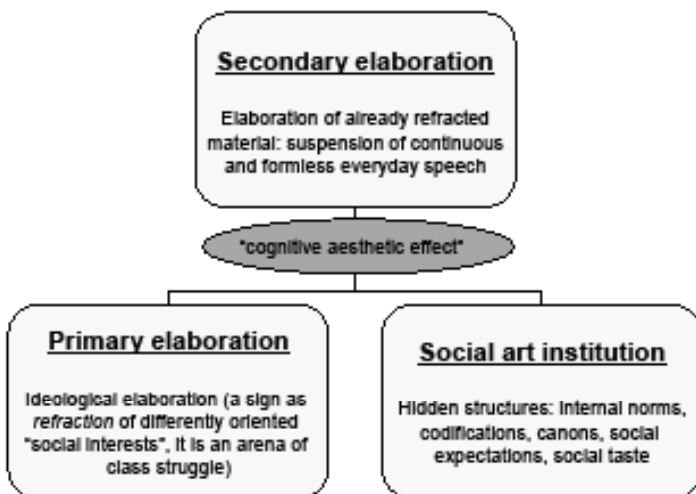 Secondary elaboration
Elaboration of already refracted
material: suspension of continuous
and formless everyday speech
"cognitive aesthetic effect"
Primary elaboration
Ideological elaboration (a sign as
refraction of differently oriented
"social interests", it is an arena of
class struggle)
Social art institution
Hidden structures: internal norms,
codifications, canons, social
expectations, social taste